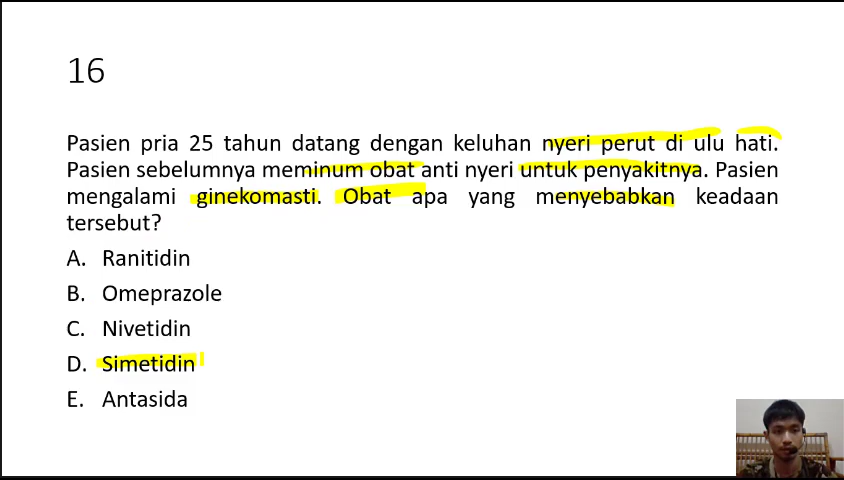 16
Pasien pria 25 tahun datang dengan keluhan nyeri perut di ulu hati.
Pasien sebelumnya meminum obat anti nyeri untuk penyakitnya. Pasien
mengalami ginekomasti. Obat apa yang menyebabkan keadaan
tersebut?
A. Ranitidin
B. Omeprazole
C. Nivetidin
D. Simetidin
E. Antasida